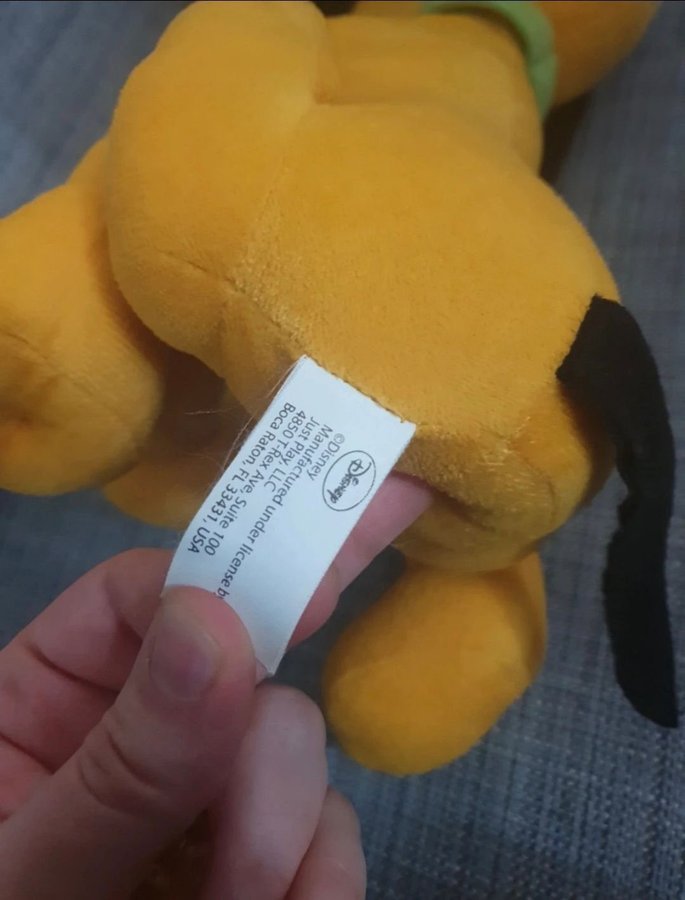 Disney
©Disney
Manufactured under license b
Just Play, LLC
4850 T-Rex Ave, Suite 100
Boca Raton, FL 33431, USA